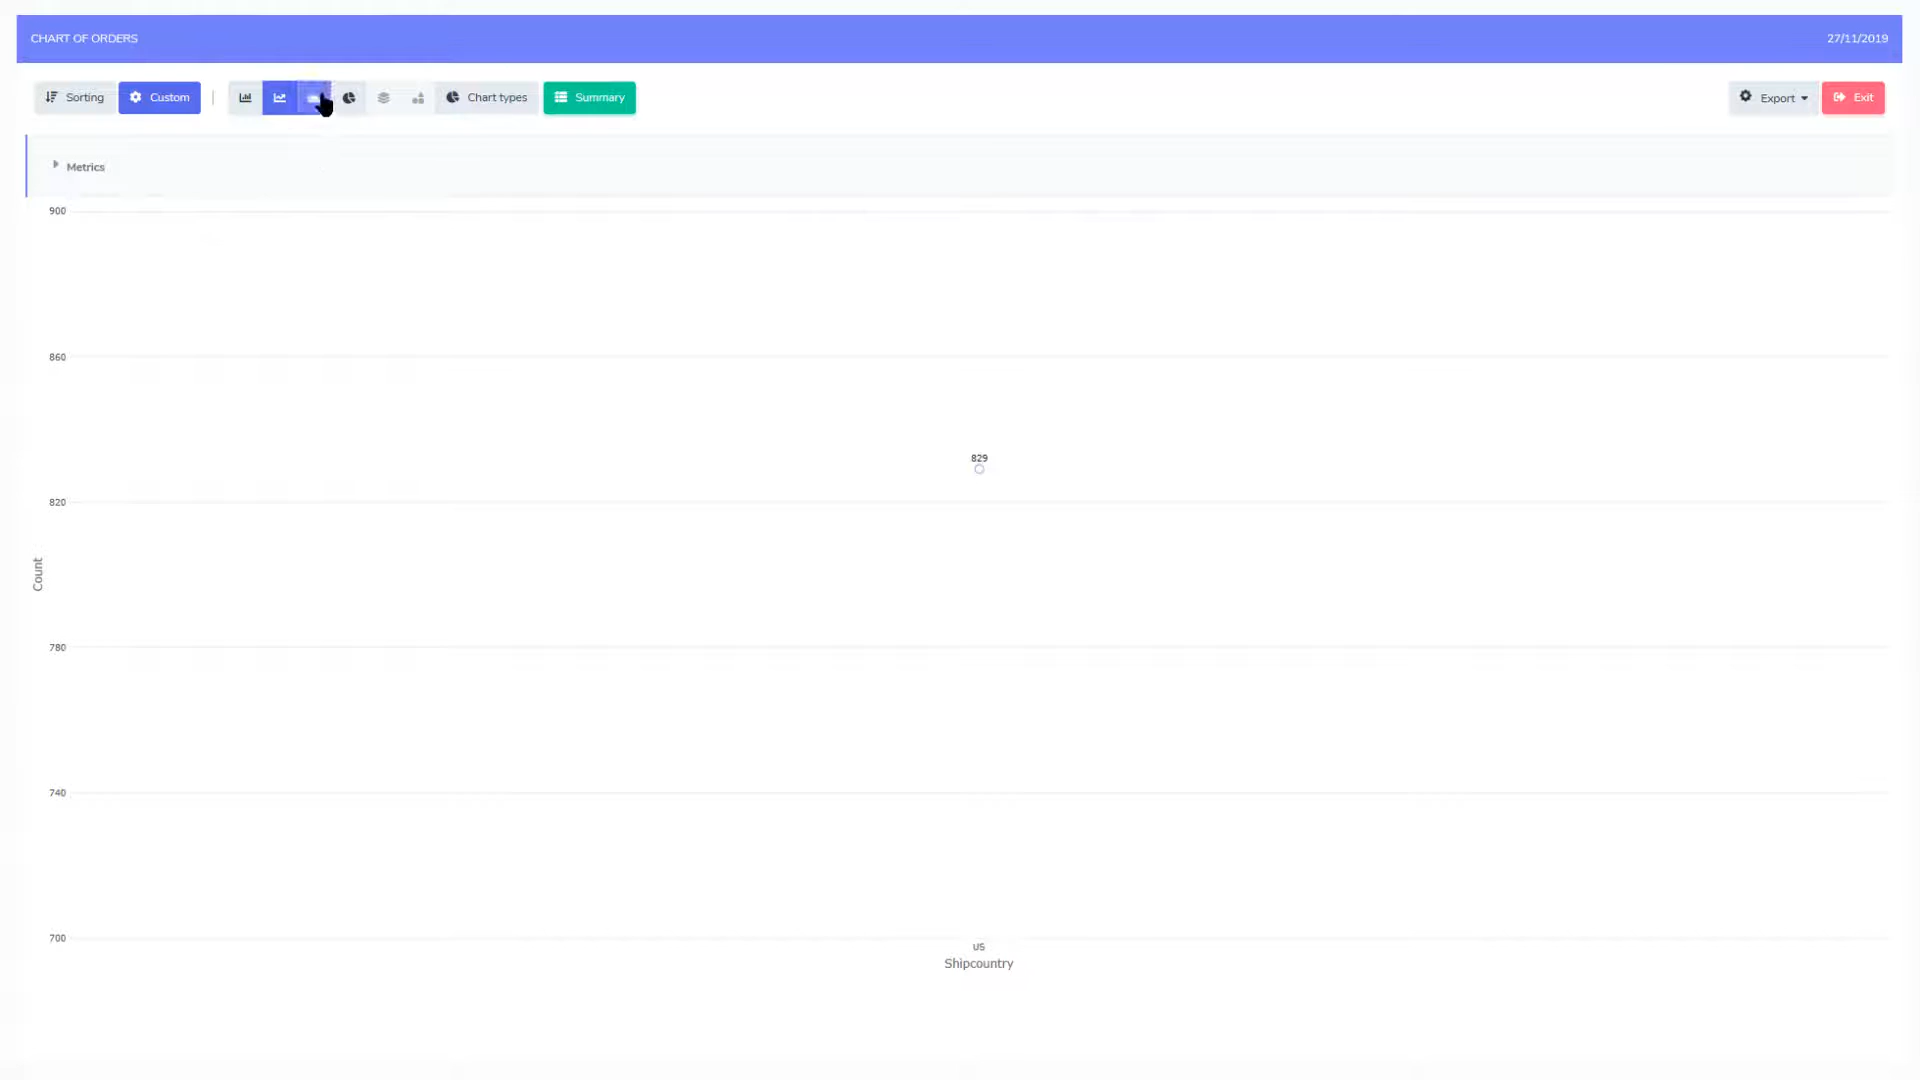 CHART OF ORDERS
27/11/2019
Sorting
Custom
Chart types
Summary
Export
Exit
Metrics
900
860
829
820
Count
780
740
700
US
Shipcountry